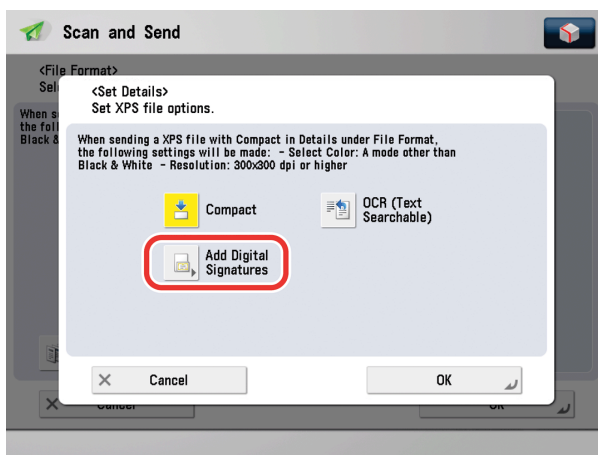 Scan and Send
<File Format>
Sel
<Set Details>
Set XPS file options.
When s
the foll
Black &
When sending a XPS file with Compact in Details under File Format,
the following settings will be made: - Select Color: A mode other than
Black & White - Resolution: 300x300 dpi or higher
Compact
OCR (Text
Searchable)
Add Digital
Signatures
Cancel
OK
Cancel
OK